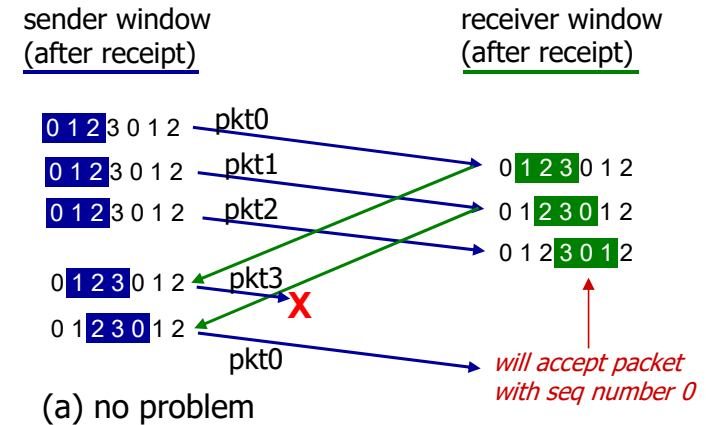 sender window
(after receipt)
receiver window
(after receipt)
0 1 2 3 0 1 2
pkt0
0 1 2 3 0 1 2
pkt1
0 1 2 3 0 1 2
0 1 2 3 0 1 2
pkt2
0 1 2 3 0 1 2
0 1 2 3 0 1 2
0 1 2 3 0 1 2
pkt3
X
0 1 2 3 0 1 2
pkt0
will accept packet
with seq number 0
(a) no problem